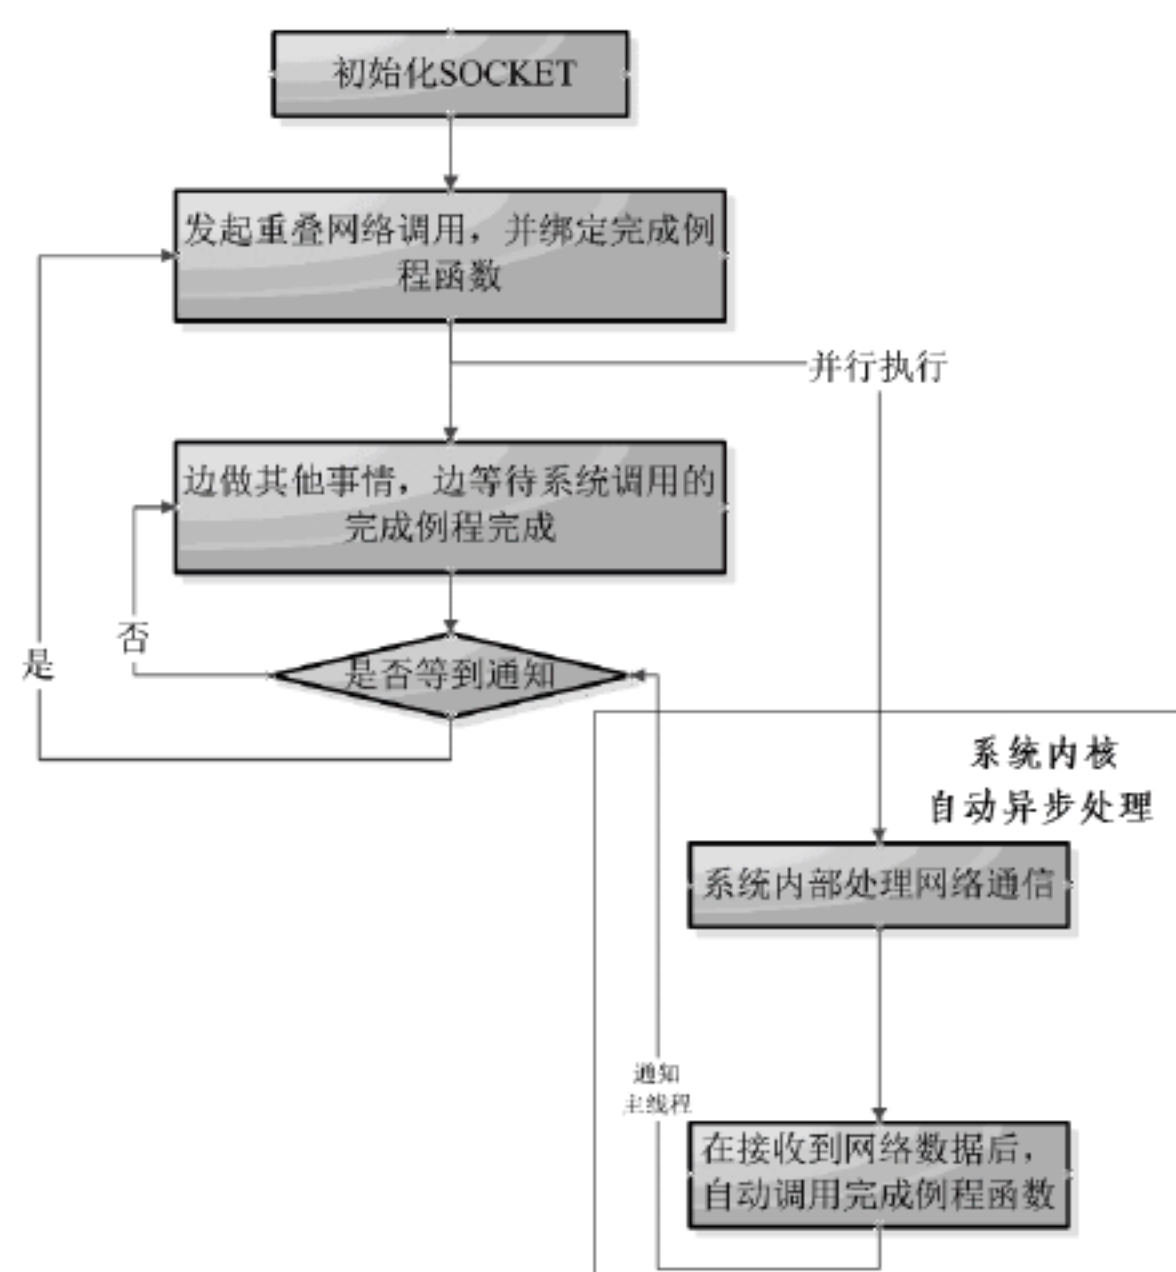 初始化SOCKET
发起重叠网络调用，并绑定完成例
程函数
并行执行
边做其他事情，边等待系统调用的
完成例程完成
否
是
是否等到通知
系统内核
自动异步处理
系统内部处理网络通信
通知
主线程
在接收到网络数据后，
自动调用完成例程函数